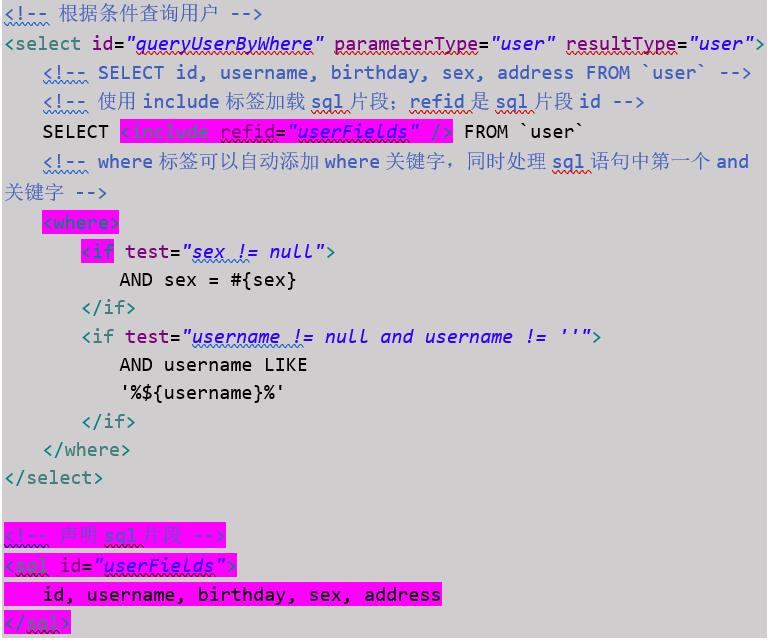 <!-- 根据条件查询用户 -->
<select id="queryUserByWhere" parameterType="user" resultType="user">
<!-- SELECT id, username, birthday, sex, address FROM `user` -->
<!-- 使用 include 标签加载 sql 片段；refid 是 sql 片段 id -->
SELECT <include refid="userFields" /> FROM `user`
<!-- where 标签可以自动添加 where 关键字，同时处理 sql 语句中第一个 and
关键字 -->
<where>
<if test="sex != null">
AND sex = #{sex}
</if>
<if test="username != null and username != ''">
AND username LIKE
'%${username}%'
</if>
</where>
</select>
<!-- 声明 sql 片段 -->
<sql id="userFields">
id, username, birthday, sex, address
</sql>